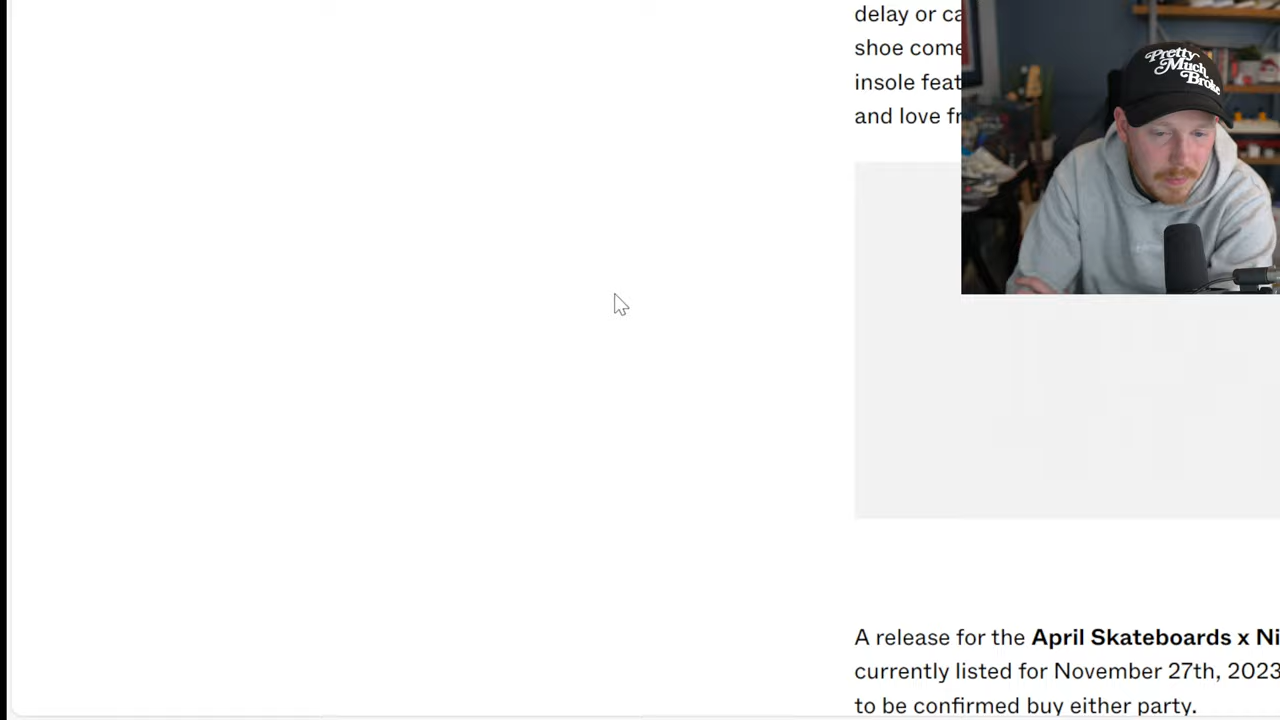 delay or ca
shoe come
insole feat
and love fr
Pretty
Much
Broke
A release for the April Skateboards x Ni
currently listed for November 27th, 2023
to be confirmed buy either party.